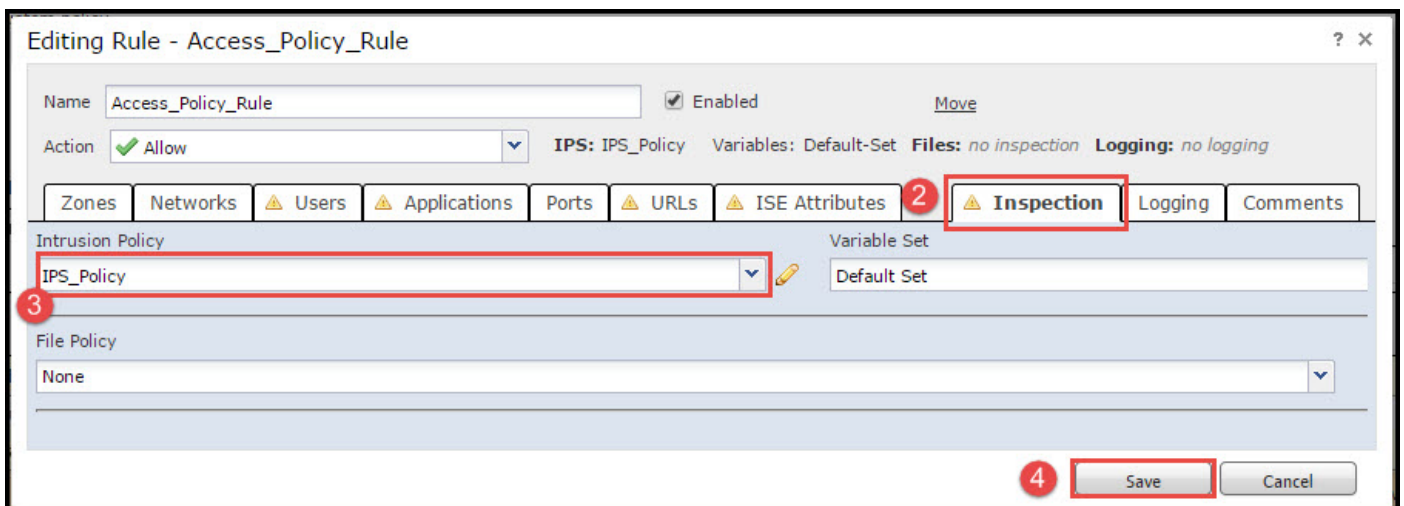 Editing Rule - Access_Policy_Rule ? ×
Name Access_Policy_Rule Enabled Move
Action Allow IPS: IPS_Policy Variables: Default-Set Files: no inspection Logging: no logging
Zones Networks Users Applications Ports URLs ISE Attributes 2 Inspection Logging Comments
Intrusion Policy Variable Set
IPS_Policy Default Set
3
File Policy
None
4 Save Cancel